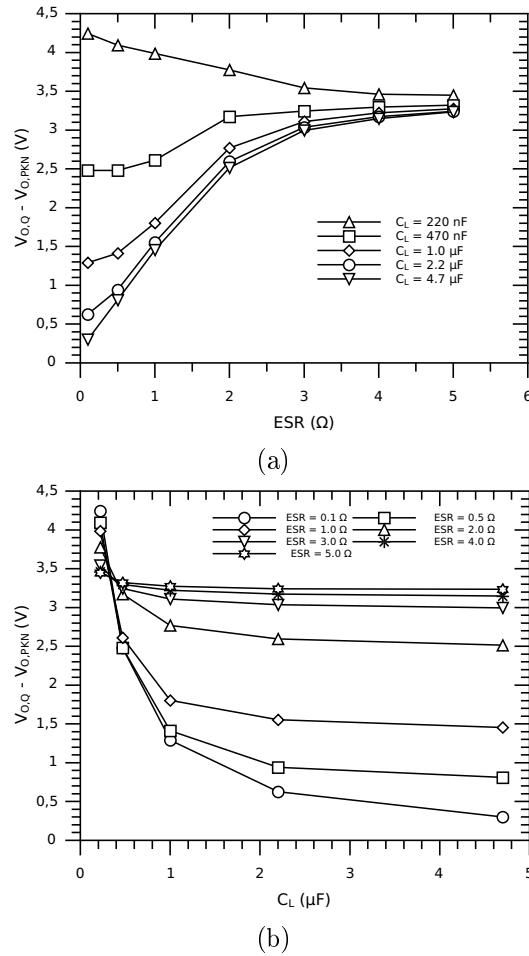 4,5
4
3,5
3
2,5
2
1,5
1
0,5
0
V_O,Q - V_O,PKN (V)
C_L = 220 nF
C_L = 470 nF
C_L = 1.0 µF
C_L = 2.2 µF
C_L = 4.7 µF
0 1 2 3 4 5 6
ESR (Ω)
(a)
4,5
4
3,5
3
2,5
2
1,5
1
0,5
0
V_O,Q - V_O,PKN (V)
ESR = 0.1 Ω ESR = 0.5 Ω
ESR = 1.0 Ω ESR = 2.0 Ω
ESR = 3.0 Ω ESR = 4.0 Ω
ESR = 5.0 Ω
0 1 2 3 4 5
C_L (µF)
(b)